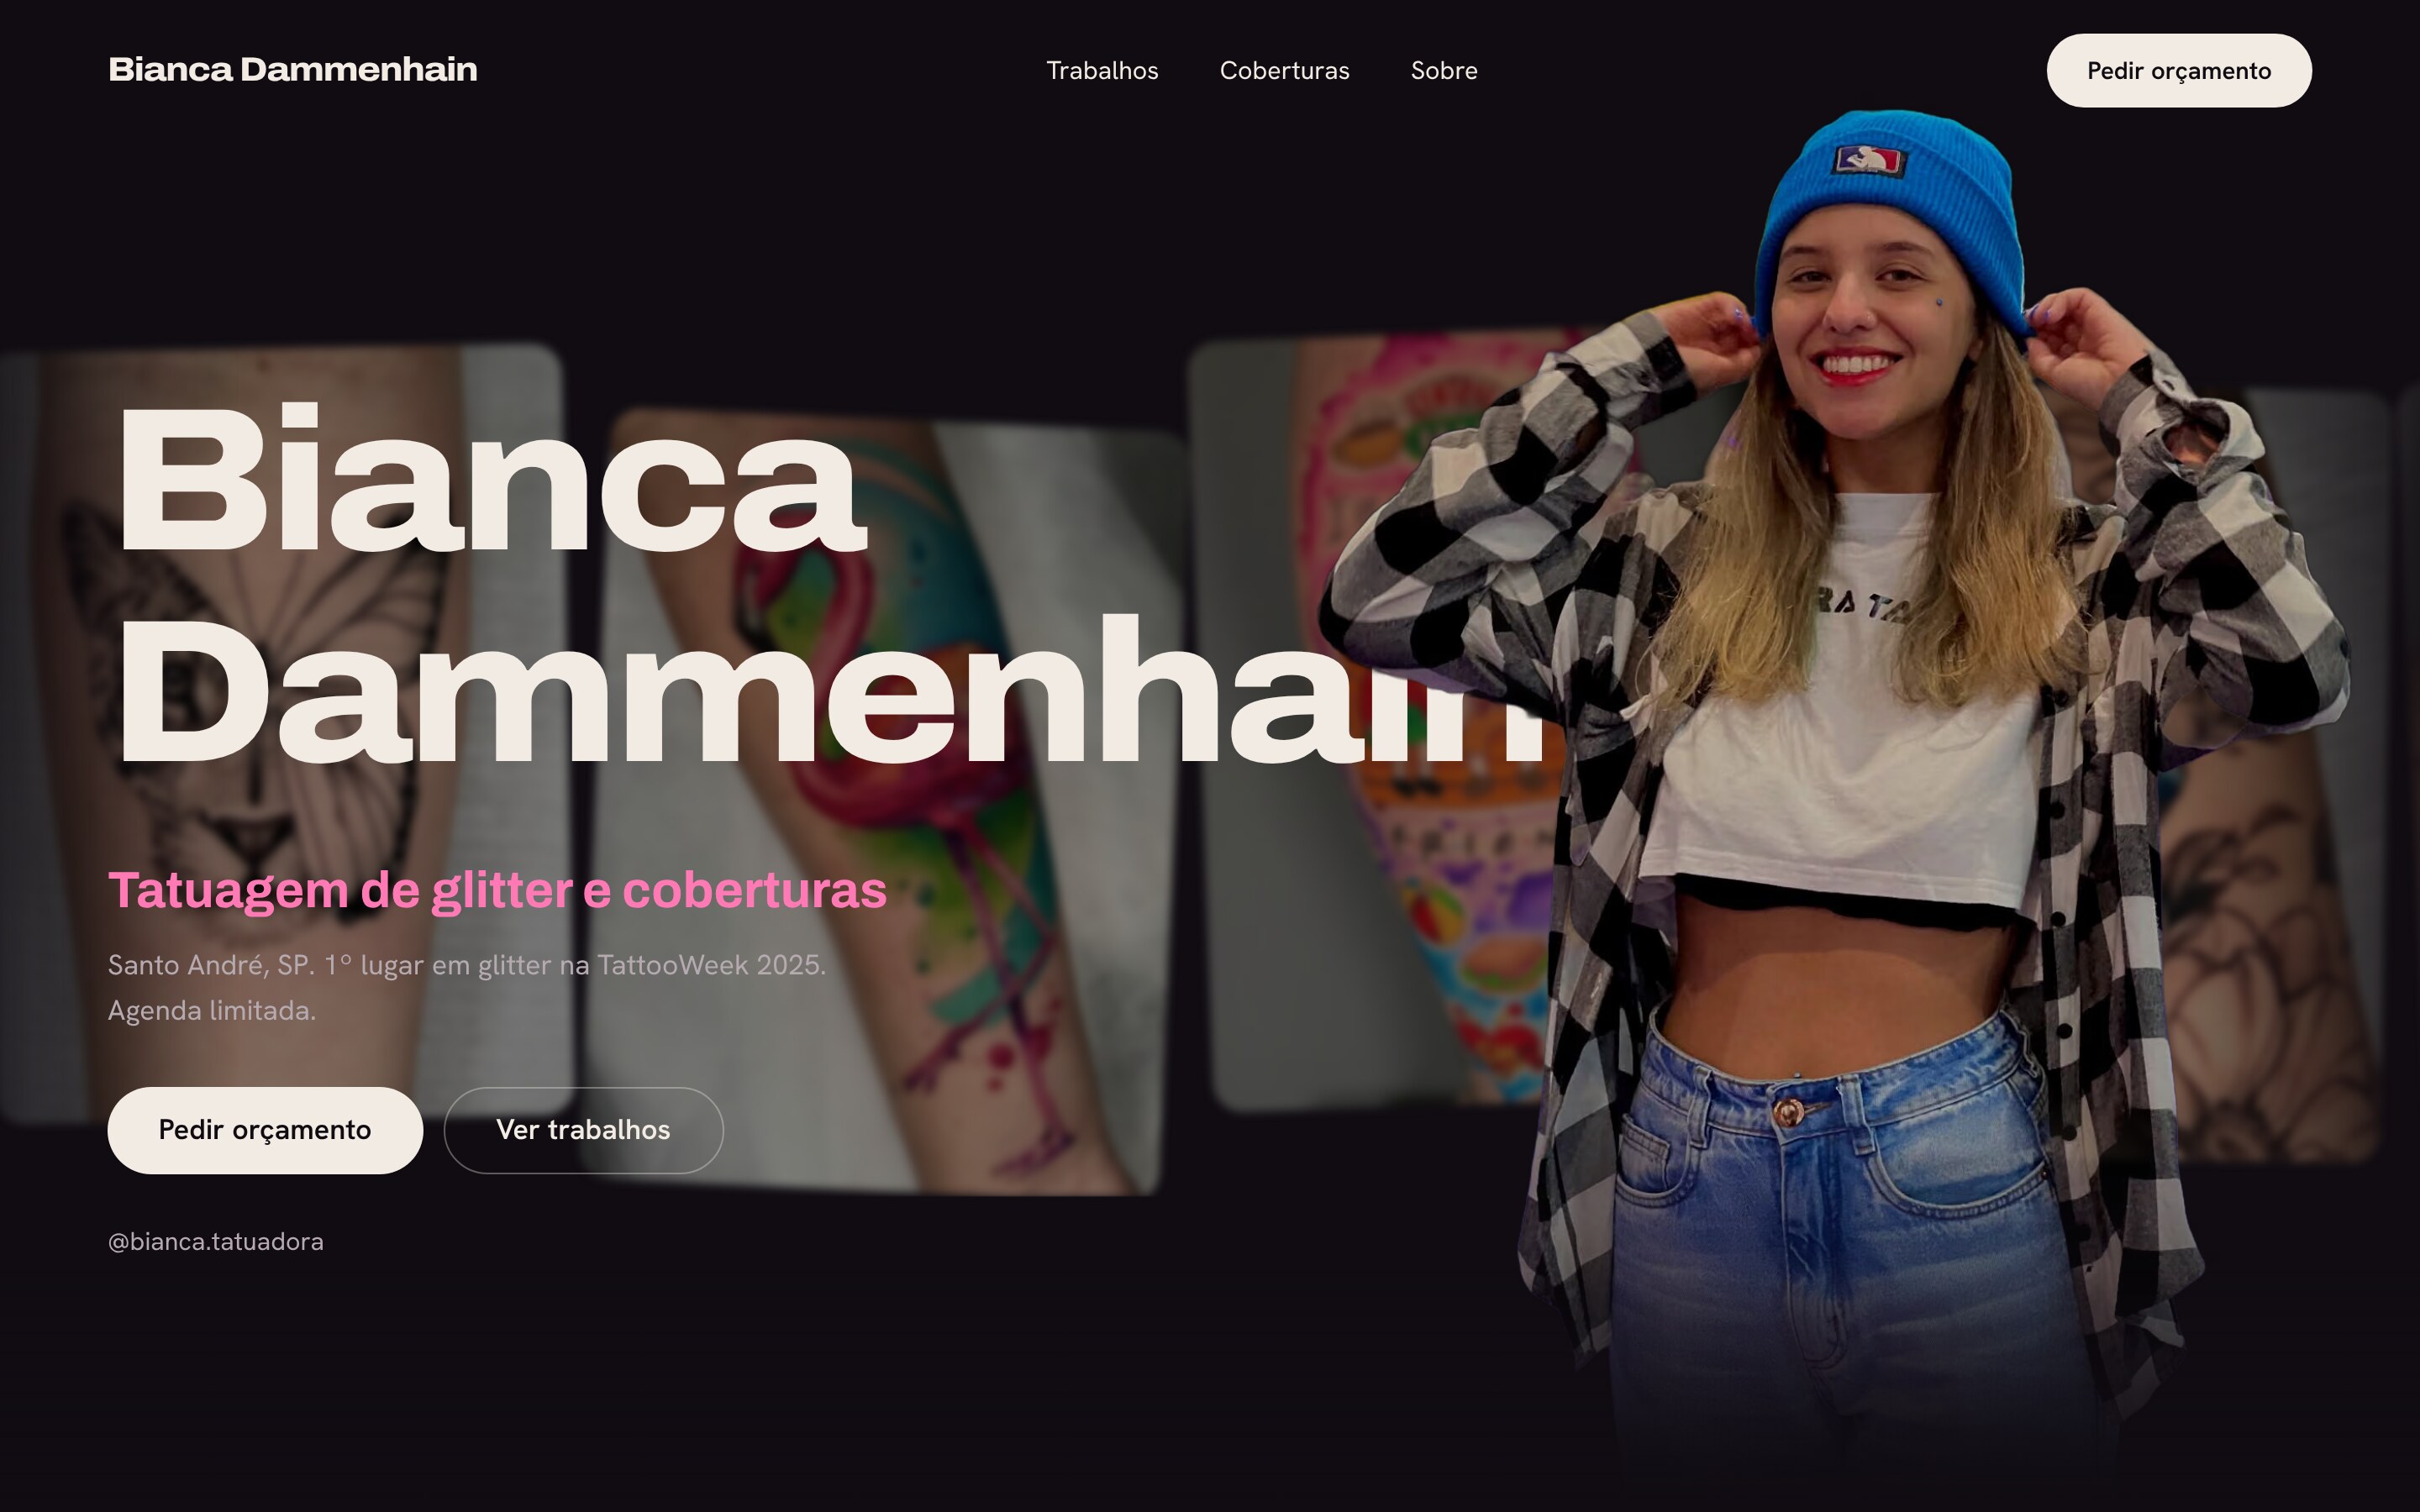 Bianca Dammenhain
Trabalhos
Coberturas
Sobre
Pedir orçamento
Bianca
Dammenhain
Tatuagem de glitter e coberturas
Santo André, SP. 1º lugar em glitter na TattooWeek 2025.
Agenda limitada.
Pedir orçamento
Ver trabalhos
@bianca.tatuadora